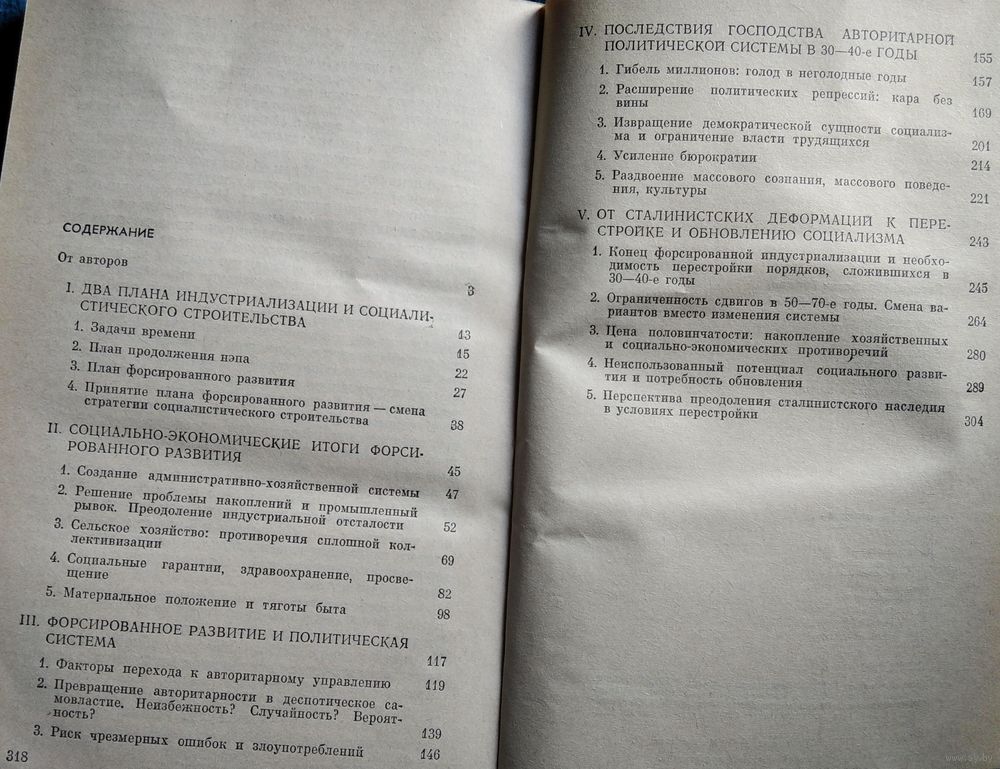 СОДЕРЖАНИЕ
От авторов 3
I. ДВА ПЛАНА ИНДУСТРИАЛИЗАЦИИ И СОЦИАЛИ-
СТИЧЕСКОГО СТРОИТЕЛЬСТВА 13
1. Задачи времени 15
2. План продолжения нэпа 22
3. План форсированного развития 27
4. Принятие плана форсированного развития — смена
стратегии социалистического строительства 38
II. СОЦИАЛЬНО-ЭКОНОМИЧЕСКИЕ ИТОГИ ФОРСИ-
РОВАННОГО РАЗВИТИЯ 45
1. Создание административно-хозяйственной системы 47
2. Решение проблемы накоплений и промышленный
рывок. Преодоление индустриальной отсталости 52
3. Сельское хозяйство: противоречия сплошной кол-
лективизации 69
4. Социальные гарантии, здравоохранение, просве-
щение 82
5. Материальное положение и тяготы быта 98
III. ФОРСИРОВАННОЕ РАЗВИТИЕ И ПОЛИТИЧЕСКАЯ
СИСТЕМА 117
1. Факторы перехода к авторитарному управлению 119
2. Превращение авторитарности в деспотическое са-
мовластие. Неизбежность? Случайность? Вероят-
ность? 139
3. Риск чрезмерных ошибок и злоупотреблений 146
318
IV. ПОСЛЕДСТВИЯ ГОСПОДСТВА АВТОРИТАРНОЙ
ПОЛИТИЧЕСКОЙ СИСТЕМЫ В 30—40-е ГОДЫ 155
1. Гибель миллионов: голод в неголодные годы 157
2. Расширение политических репрессий: кара без
вины 169
3. Извращение демократической сущности социализ-
ма и ограничение власти трудящихся 201
4. Усиление бюрократии 214
5. Раздвоение массового сознания, массового поведе-
ния, культуры 221
V. ОТ СТАЛИНИСТСКИХ ДЕФОРМАЦИЙ К ПЕРЕ-
СТРОЙКЕ И ОБНОВЛЕНИЮ СОЦИАЛИЗМА 243
1. Конец форсированной индустриализации и необхо-
димость перестройки порядков, сложившихся в
30—40-е годы 245
2. Ограниченность сдвигов в 50—70-е годы. Смена ва-
риантов вместо изменения системы 264
3. Цена половинчатости: накопление хозяйственных
и социально-экономических противоречий 280
4. Неиспользованный потенциал социального разви-
тия и потребность обновления 289
5. Перспектива преодоления сталинистского наследия
в условиях перестройки 304
www.ay.by